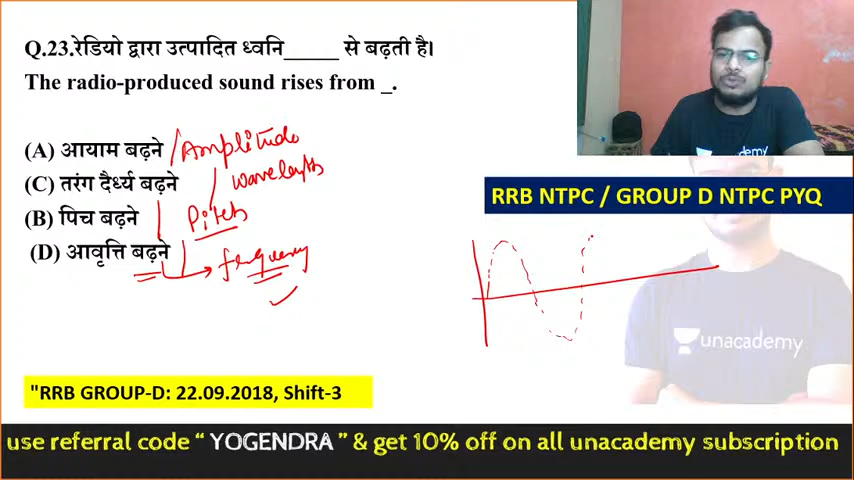 Q.23.रेडियो द्वारा उत्पादित ध्वनि_____ से बढ़ती है।
The radio-produced sound rises from _.
(A) आयाम बढ़ने / Amplitude
(C) तरंग दैर्ध्य बढ़ने / wavelength
(B) पिच बढ़ने Pitch
(D) आवृत्ति बढ़ने frequency
"RRB GROUP-D: 22.09.2018, Shift-3
unacademy
RRB NTPC / GROUP D NTPC PYQ
unacademy
use referral code “ YOGENDRA ” & get 10% off on all unacademy subscription